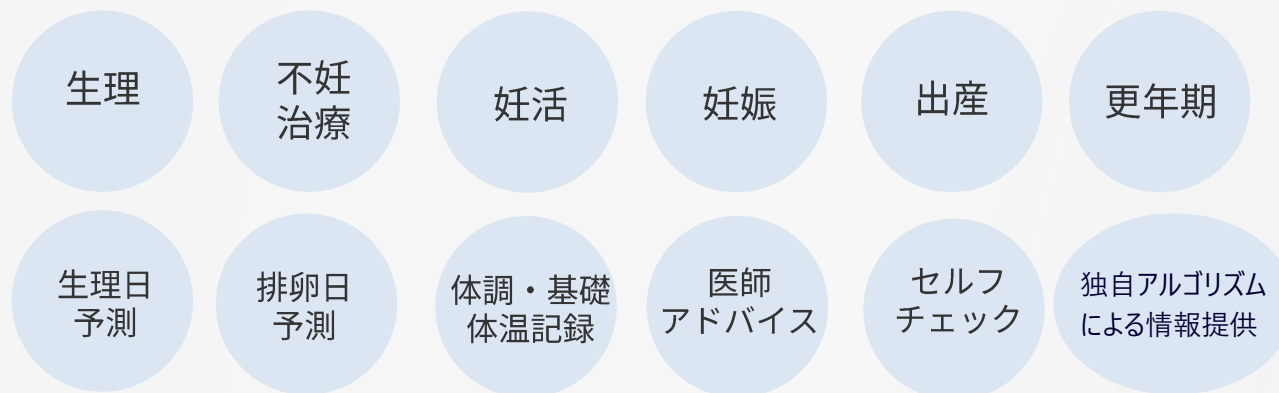 生理
不妊
治療
妊活
妊娠
出産
更年期
生理日
予測
排卵日
予測
体調・基礎
体温記録
医師
アドバイス
セルフ
チェック
独自アルゴリズム
による情報提供